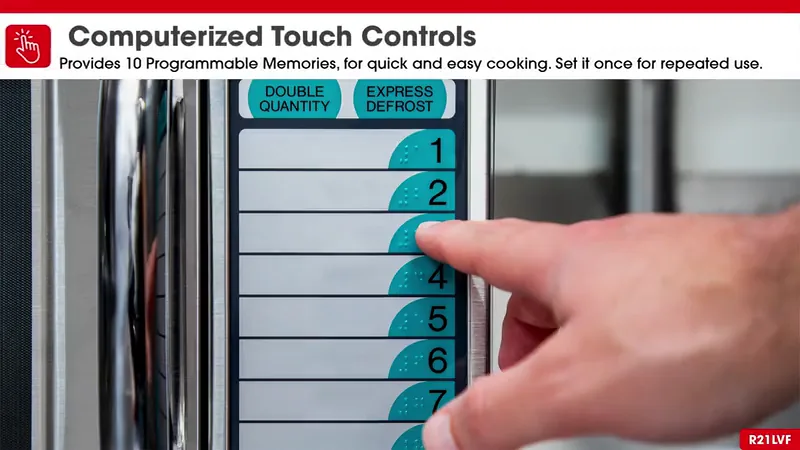 Computerized Touch Controls
Provides 10 Programmable Memories, for quick and easy cooking. Set it once for repeated use.
DOUBLE QUANTITY
EXPRESS DEFROST
1
2
4
5
6
7
R21LVF